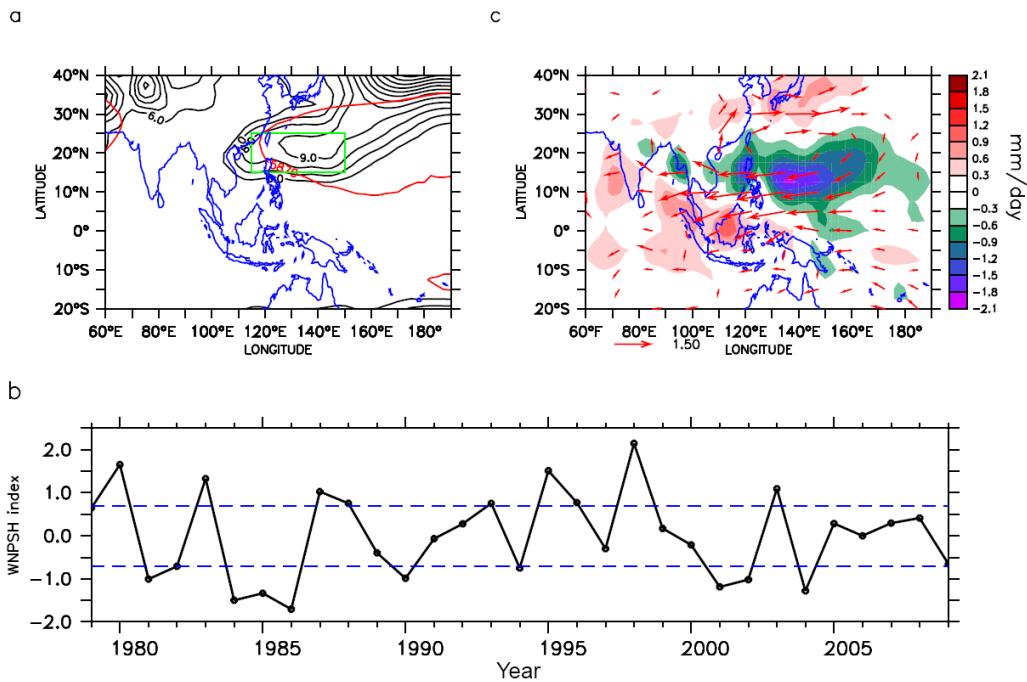 a
40°N
30°N
20°N
10°N
0°
10°S
20°S
LATITUDE
6.0
9.0
60°E
80°E
100°E
120°E
140°E
160°E
180°
LONGITUDE
c
40°N
30°N
20°N
10°N
0°
10°S
20°S
LATITUDE
60°E
80°E
100°E
120°E
140°E
160°E
180°
LONGITUDE
1.50
2.1
1.8
1.5
1.2
0.9
0.6
0.3
0
-0.3
-0.6
-0.9
-1.2
-1.5
-1.8
-2.1
mm/day
b
WNPSH index
2.0
1.0
0.0
-1.0
-2.0
1980
1985
1990
1995
2000
2005
Year